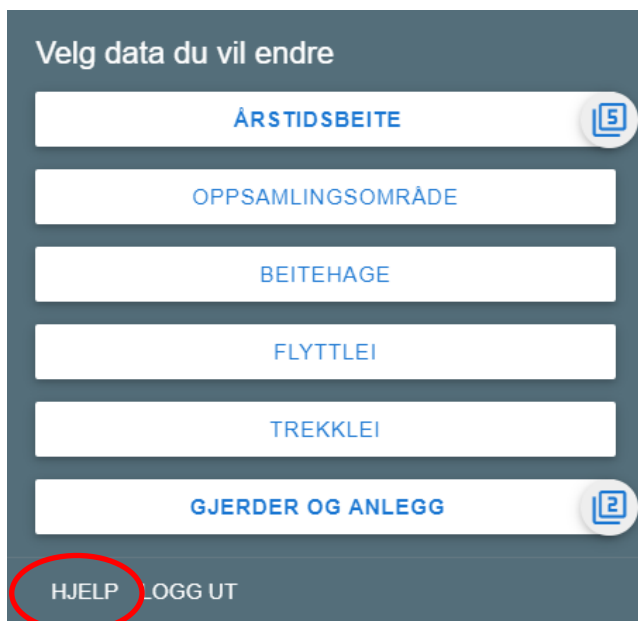 Velg data du vil endre
ÅRSTIDSBEITE 5
OPPSAMLINGSOMRÅDE
BEITEHAGE
FLYTTLEI
TREKKLEI
GJERDER OG ANLEGG 2
HJELP LOGG UT